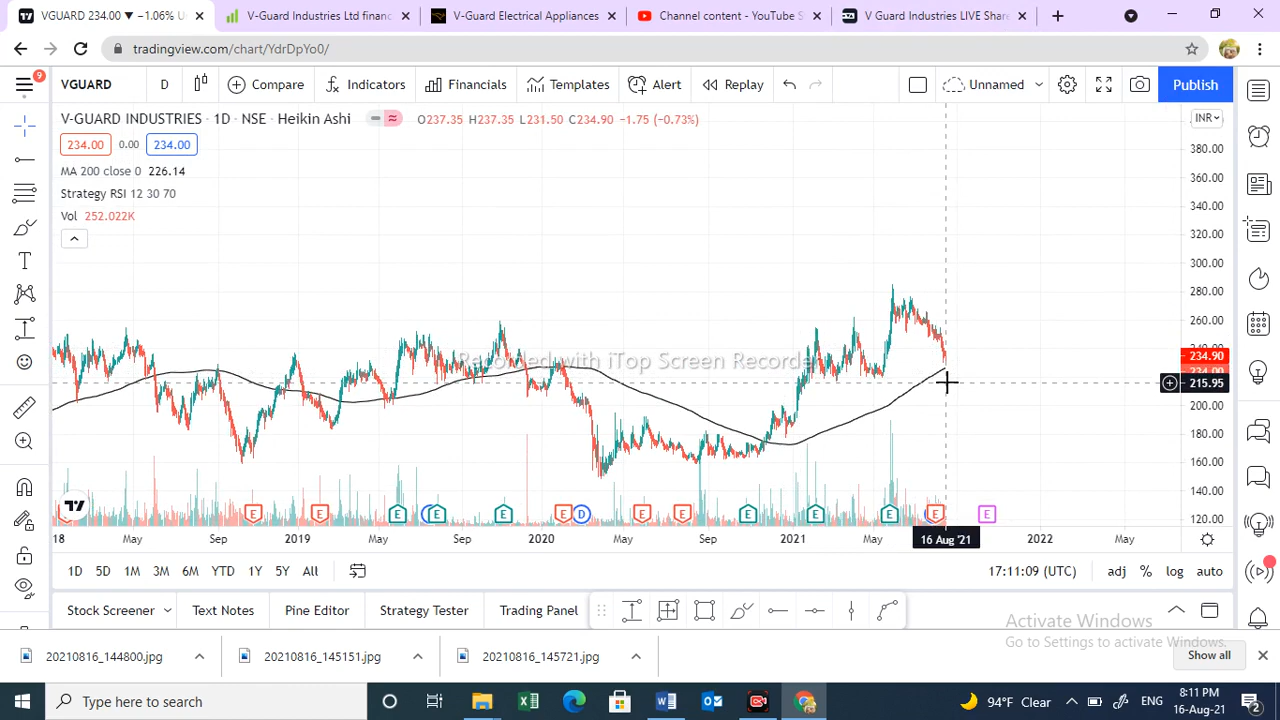 VGUARD 234.00 ▼ −1.06% U
V-Guard Industries Ltd financ
V-Guard Electrical Appliances
Channel content - YouTube S
V Guard Industries LIVE Share
tradingview.com/chart/YdrDpYo0/
9
VGUARD
D
Compare
Indicators
Financials
Templates
Alert
Replay
Unnamed
Publish
V-GUARD INDUSTRIES · 1D · NSE · Heikin Ashi
O237.35 H237.35 L231.50 C234.90 −1.75 (−0.73%)
INR
234.00 0.00 234.00
MA 200 close 0 226.14
Strategy RSI 12 30 70
Vol 252.022K
380.00
360.00
340.00
320.00
300.00
280.00
260.00
234.90
234.00
215.95
200.00
180.00
160.00
140.00
120.00
Recorded with iTop Screen Recorder
E E E E E E D E E E E E E E
18 May Sep 2019 May Sep 2020 May Sep 2021 May 16 Aug '21 2022 May
1D 5D 1M 3M 6M YTD 1Y 5Y All
17:11:09 (UTC) % log auto adj
Stock Screener Text Notes Pine Editor Strategy Tester Trading Panel
Activate Windows
Go to Settings to activate Windows.
20210816_144800.jpg
20210816_145151.jpg
20210816_145721.jpg
Show all
Type here to search
94°F Clear
ENG
8:11 PM
16-Aug-21
2